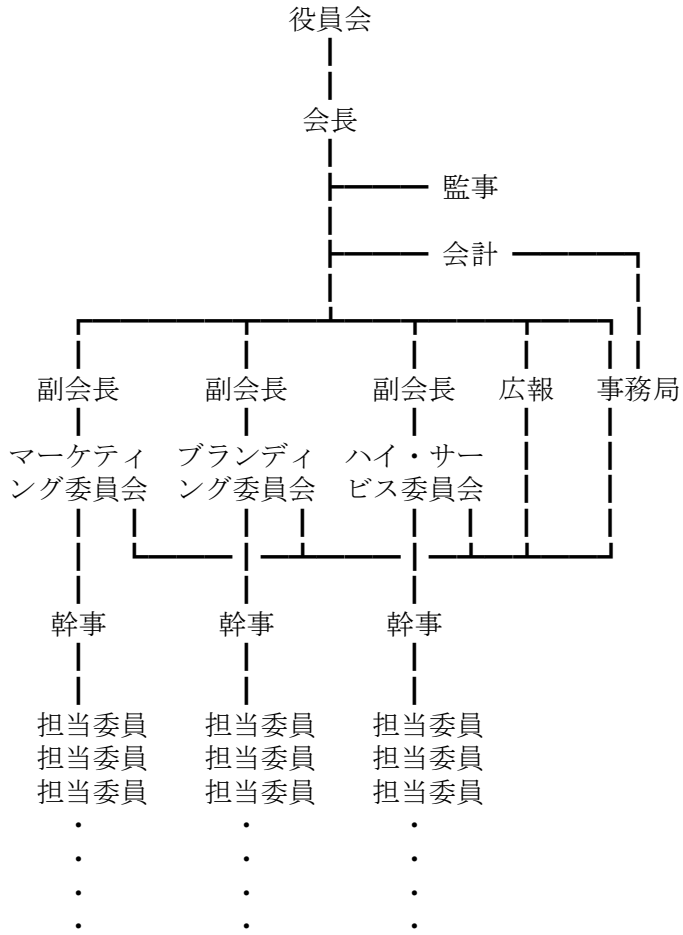 役員会
会長
監事
会計
副会長 副会長 副会長 広報 事務局
マーケティ ブランディ ハイ・サー
ング委員会 ング委員会 ビス委員会
幹事 幹事 幹事
担当委員 担当委員 担当委員
担当委員 担当委員 担当委員
担当委員 担当委員 担当委員
・ ・ ・
・ ・ ・
・ ・ ・
・ ・ ・